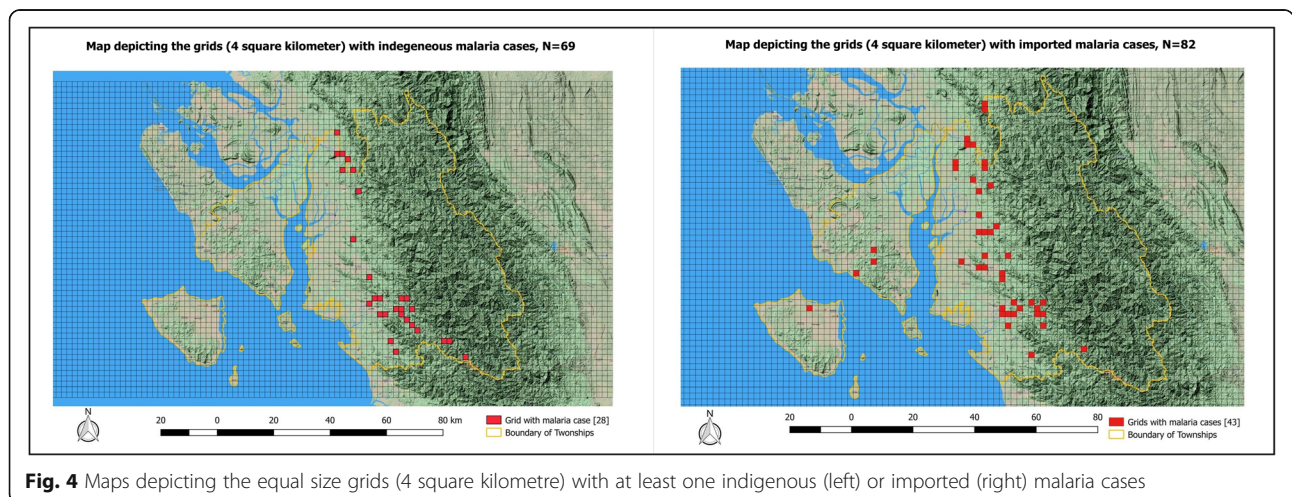 Map depicting the grids (4 square kilometer) with indegeneous malaria cases, N=69
N
20 0 20 40 60 80 km
Grid with malaria case [28]
Boundary of Twonships
Map depicting the grids (4 square kilometer) with imported malaria cases, N=82
N
20 0 20 40 60 80
Grids with malaria cases [43]
Boundary of Twonships
Fig. 4 Maps depicting the equal size grids (4 square kilometre) with at least one indigenous (left) or imported (right) malaria cases